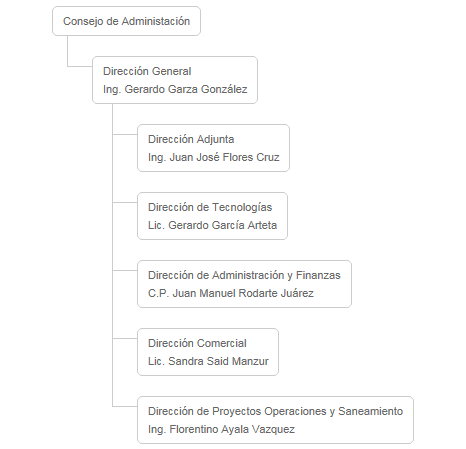 Consejo de Administación
Dirección General
Ing. Gerardo Garza González
Dirección Adjunta
Ing. Juan José Flores Cruz
Dirección de Tecnologías
Lic. Gerardo García Arteta
Dirección de Administración y Finanzas
C.P. Juan Manuel Rodarte Juárez
Dirección Comercial
Lic. Sandra Said Manzur
Dirección de Proyectos Operaciones y Saneamiento
Ing. Florentino Ayala Vazquez